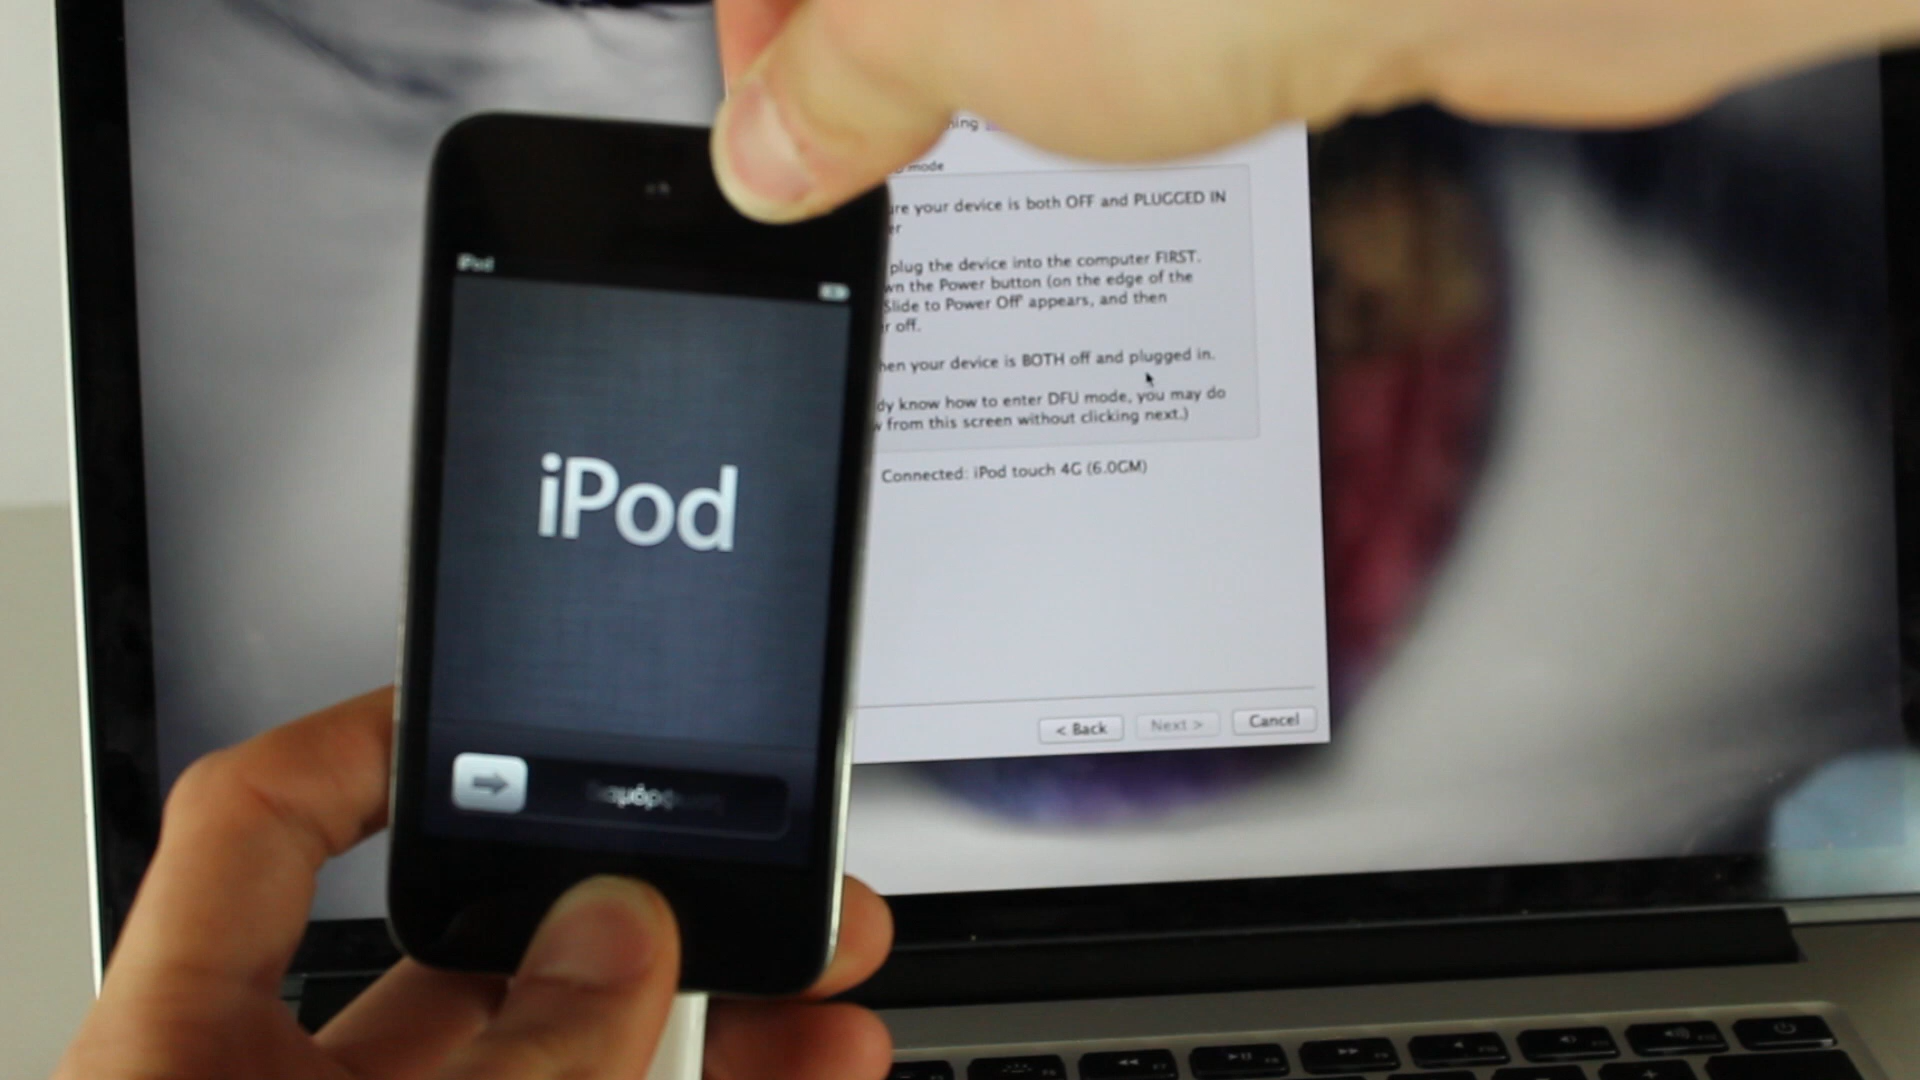 iPod
iPod
mode
ure your device is both OFF and PLUGGED IN
er
plug the device into the computer FIRST.
wn the Power button (on the edge of the
Slide to Power Off' appears, and then
r off.
hen your device is BOTH off and plugged in.
dy know how to enter DFU mode, you may do
w from this screen without clicking next.)
Connected: iPod touch 4G (6.0GM)
< Back Next > Cancel